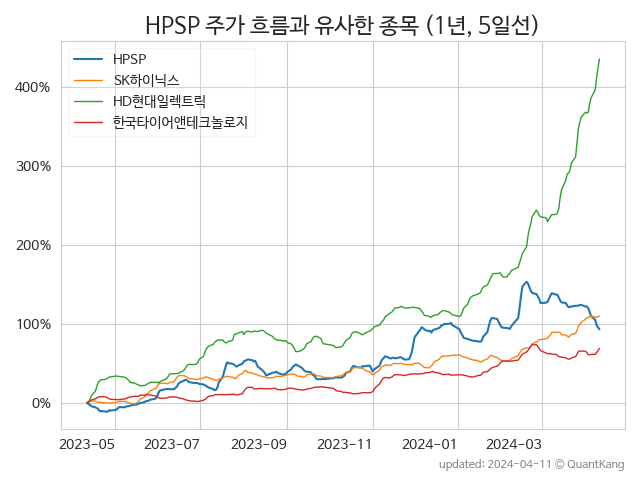 HPSP 주가 흐름과 유사한 종목 (1년, 5일선)
HPSP
SK하이닉스
HD현대일렉트릭
한국타이어앤테크놀로지
400%
300%
200%
100%
0%
2023-05 2023-07 2023-09 2023-11 2024-01 2024-03
updated: 2024-04-11 © QuantKang